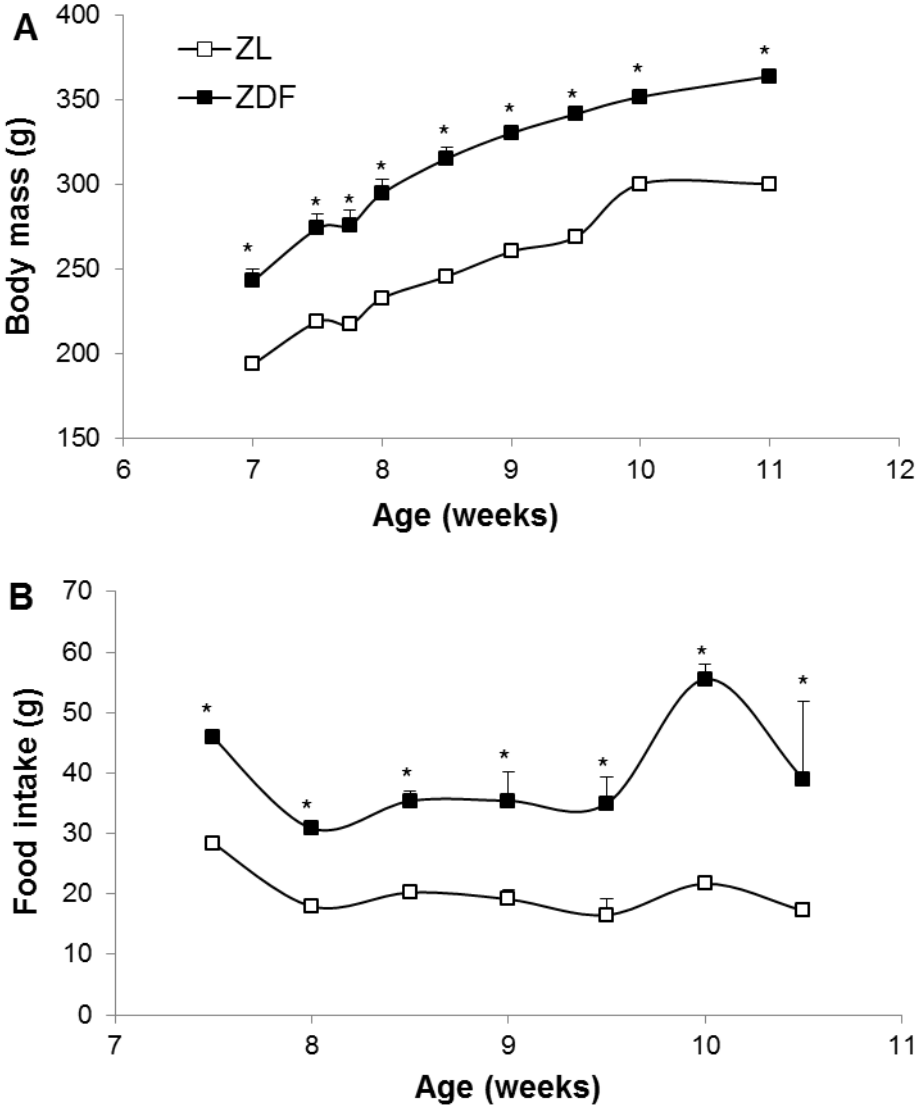 A
400
350
300
250
200
150
Body mass (g)
ZL
ZDF
* * * * * * * * * *
6 7 8 9 10 11 12
Age (weeks)
B
70
60
50
40
30
20
10
0
Food intake (g)
* * * * * * *
7 8 9 10 11
Age (weeks)